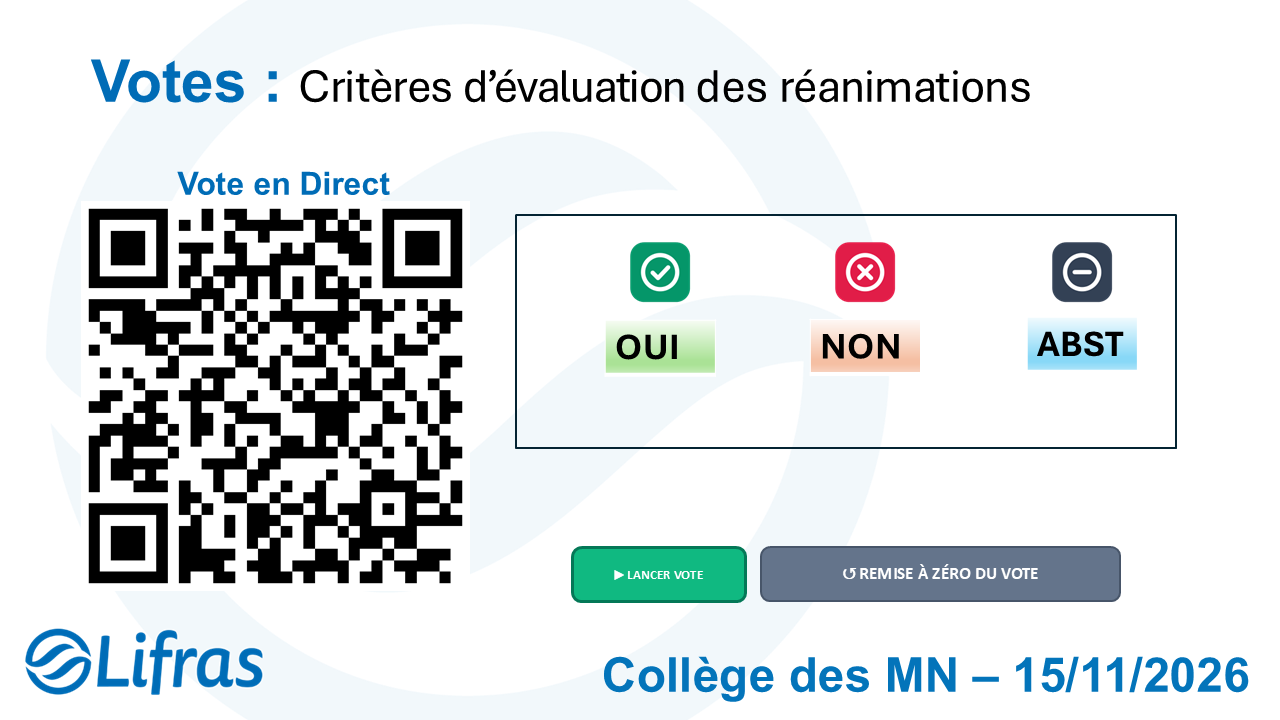 Votes : Critères d’évaluation des réanimations
Vote en Direct
OUI
NON
ABST
▶ LANCER VOTE
↺ REMISE À ZÉRO DU VOTE
Lifras
Collège des MN – 15/11/2026